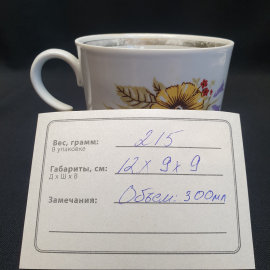 Вес, грамм: 215
В упаковке
Габариты, см: 12 x 9 x 9
Д х Ш х В
Замечания: Объем: 300мл